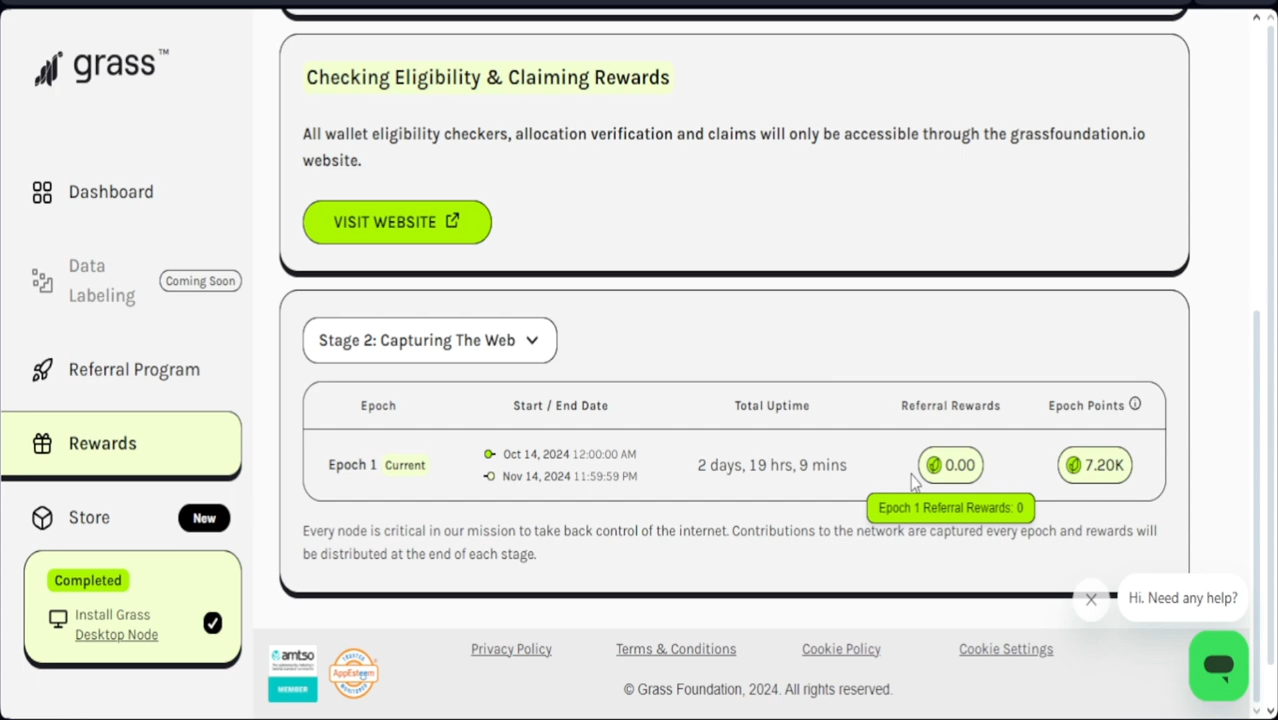 grass™
Dashboard
Data
Labeling
Coming Soon
Referral Program
Rewards
Store
New
Completed
Install Grass
Desktop Node
Checking Eligibility & Claiming Rewards
All wallet eligibility checkers, allocation verification and claims will only be accessible through the grassfoundation.io
website.
VISIT WEBSITE
Stage 2: Capturing The Web
Epoch Start / End Date Total Uptime Referral Rewards Epoch Points
Epoch 1 Current
Oct 14, 2024 12:00:00 AM
Nov 14, 2024 11:59:59 PM
2 days, 19 hrs, 9 mins
0.00
7.20K
Epoch 1 Referral Rewards: 0
Every node is critical in our mission to take back control of the internet. Contributions to the network are captured every epoch and rewards will
be distributed at the end of each stage.
Hi. Need any help?
amtso
MEMBER
TRUSTED
AppEsteem
MONITORED
Privacy Policy
Terms & Conditions
Cookie Policy
Cookie Settings
© Grass Foundation, 2024. All rights reserved.